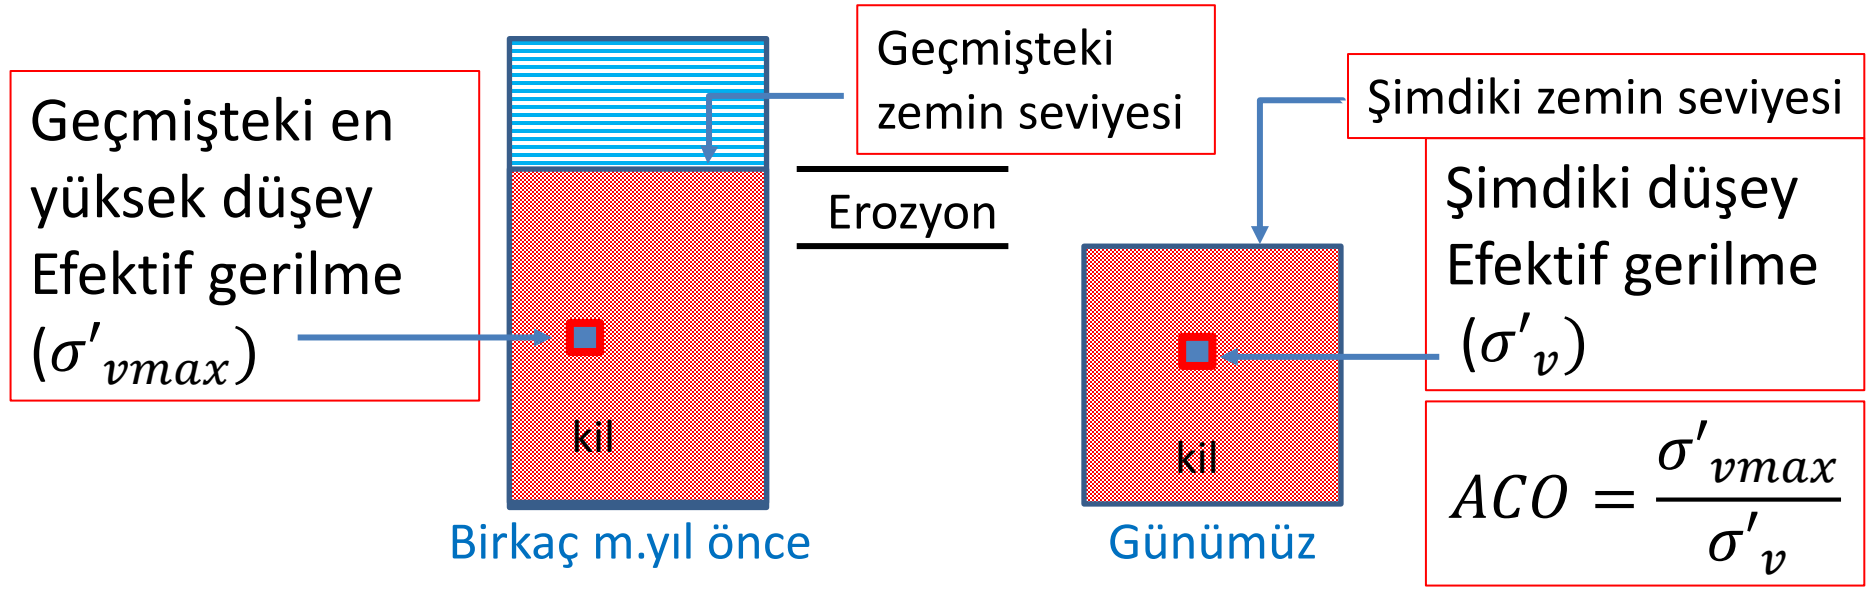 Geçmişteki en
yüksek düşey
Efektif gerilme
(σ′vmax)
Geçmişteki
zemin seviyesi
Erozyon
kil
Birkaç m.yıl önce
Şimdiki zemin seviyesi
Şimdiki düşey
Efektif gerilme
(σ′v)
kil
Günümüz
ACO = σ′vmax / σ′v